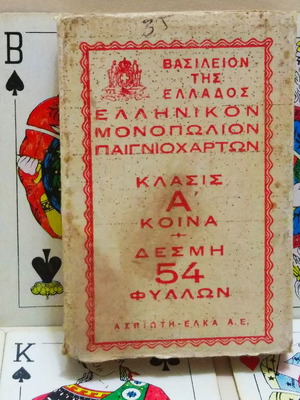 35
B
ΒΑΣΙΛΕΙΟΝ
ΤΗΣ
ΕΛΛΑΔΟΣ
ΕΛΛΗΝΙΚΟΝ
ΜΟΝΟΠΩΛΙΟΝ
ΠΑΙΓΝΙΟΧΑΡΤΩΝ
ΚΛΑΣΙΣ
Α'
ΚΟΙΝΑ
ΔΕΣΜΗ
54
ΦΥΛΛΩΝ
ΑΣΠΙΩΤΗ-ΕΛΚΑ Α.Ε.
K